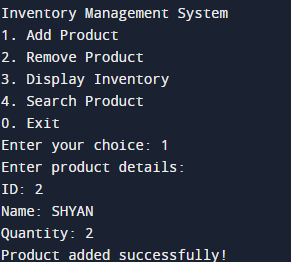 Inventory Management System
1. Add Product
2. Remove Product
3. Display Inventory
4. Search Product
0. Exit
Enter your choice: 1
Enter product details:
ID: 2
Name: SHYAN
Quantity: 2
Product added successfully!